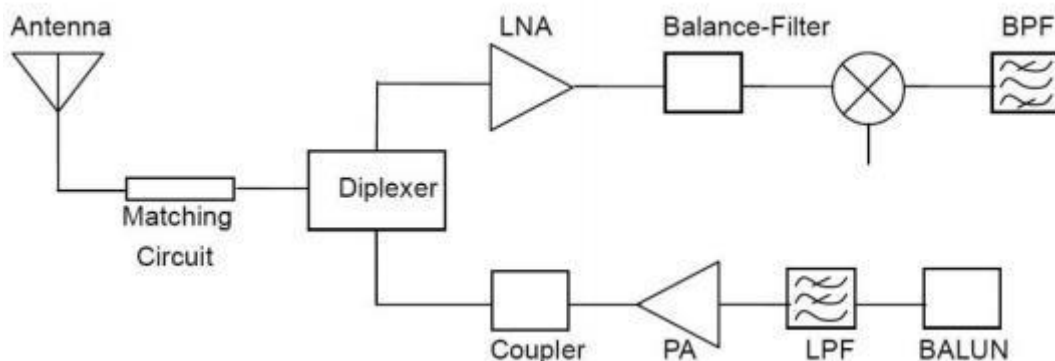 Antenna
LNA
Balance-Filter
BPF
Diplexer
Matching
Circuit
Coupler
PA
LPF
BALUN